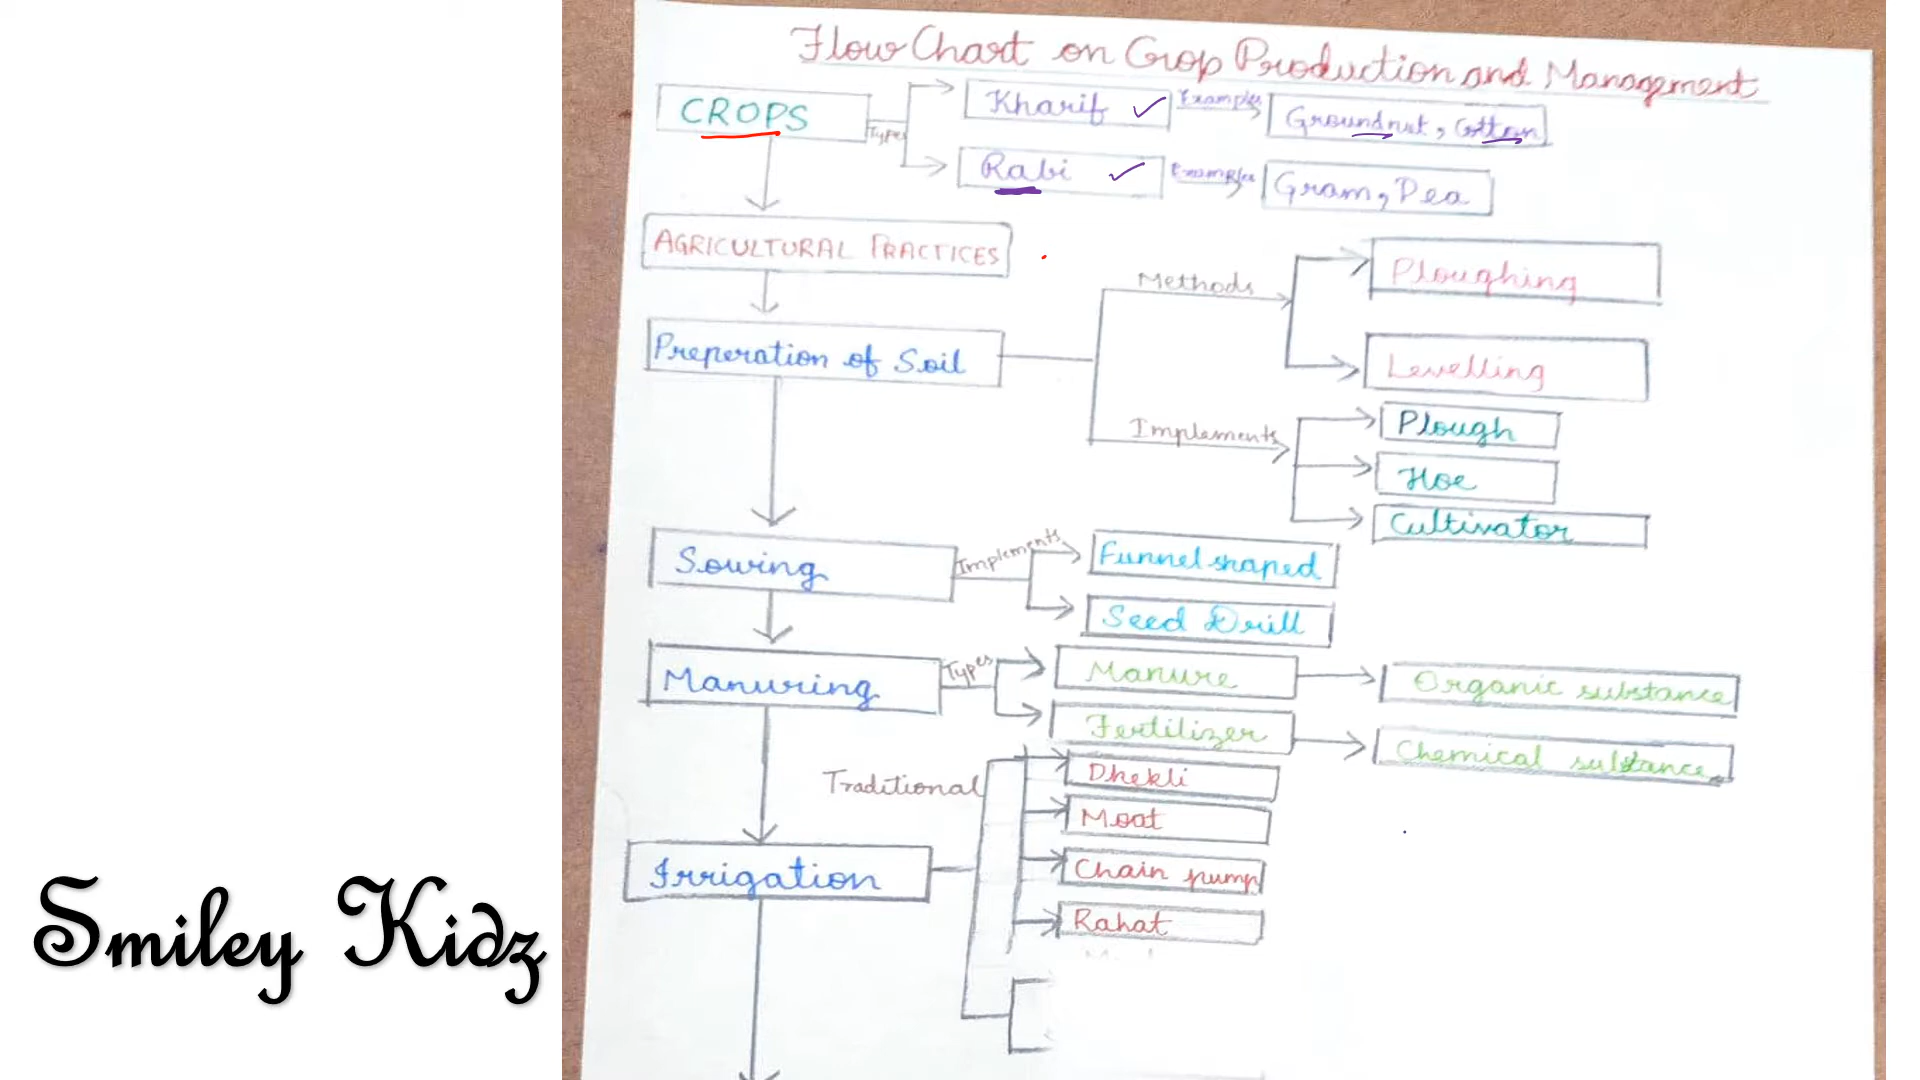 Flow Chart on Crop Production and Management
CROPS
Types
Kharif
Examples
Groundnut, Cotton
Rabi
Examples
Gram, Pea
AGRICULTURAL PRACTICES
Preperation of Soil
Methods
Ploughing
Levelling
Implements
Plough
Hoe
Cultivator
Sowing
Implements
Funnel shaped
Seed Drill
Manuring
Types
Manure
Organic substance
Fertilizer
Chemical substance
Irrigation
Traditional
Dhekli
Moat
Chain pump
Rahat
Smiley Kidz